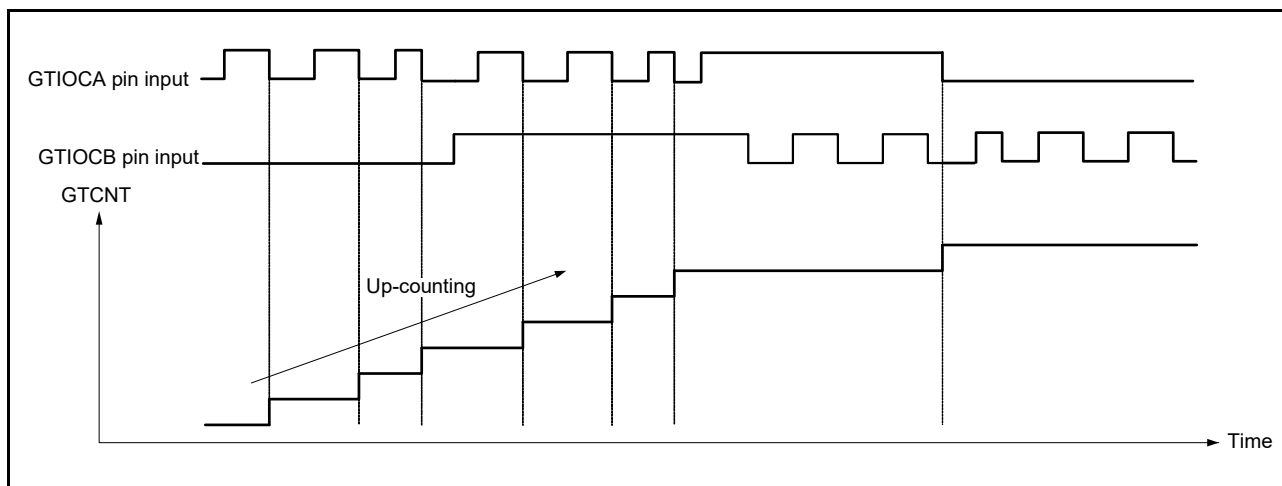 GTIOCA pin input
GTIOCB pin input
GTCNT
Up-counting
Time